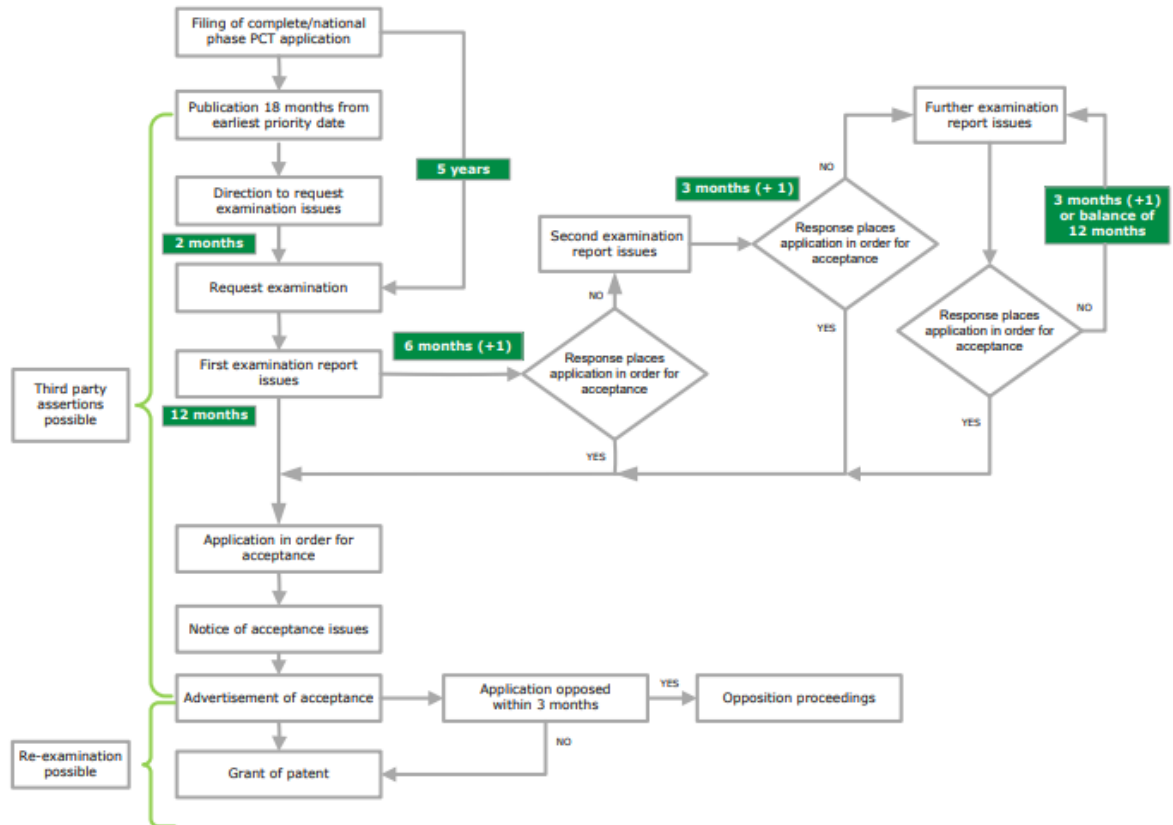 Filing of complete/national
phase PCT application
Publication 18 months from
earliest priority date
5 years
Direction to request
examination issues
2 months
Request examination
First examination report
issues
12 months
6 months (+1)
Response places
application in order for
acceptance
NO
YES
Second examination
report issues
3 months (+ 1)
Response places
application in order for
acceptance
NO
YES
Further examination
report issues
3 months (+1)
or balance of
12 months
Response places
application in order for
acceptance
NO
YES
Third party
assertions
possible
Application in order for
acceptance
Notice of acceptance issues
Advertisement of acceptance
Application opposed
within 3 months
YES
Opposition proceedings
NO
Re-examination
possible
Grant of patent